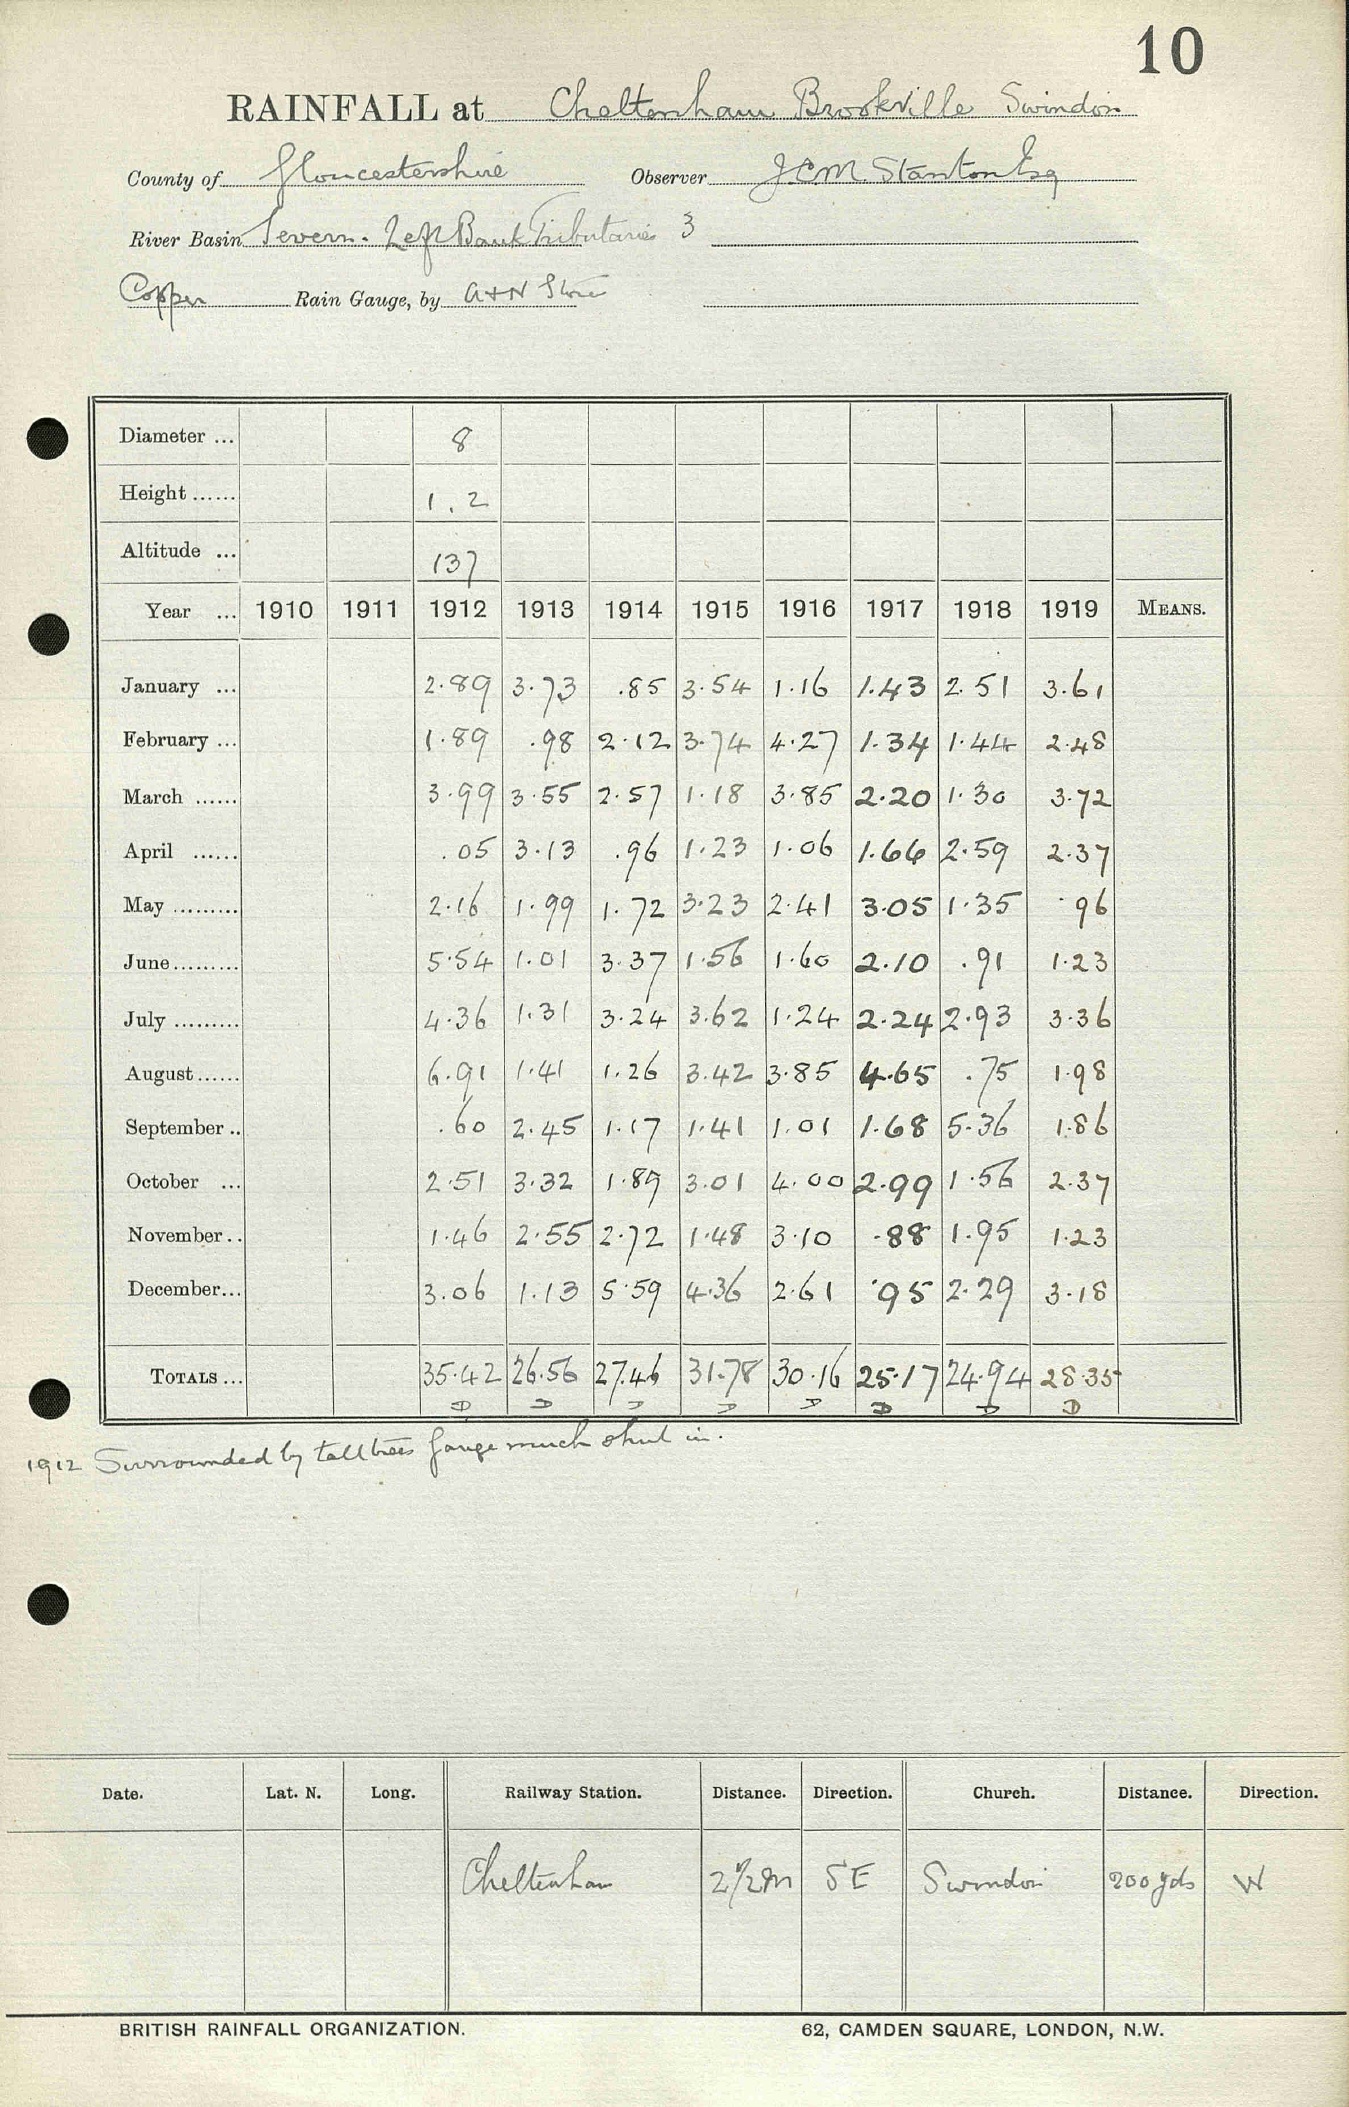 10
RAINFALL at Cheltenham Brookville Swindon
County of Gloucestershire Observer J.C.M. Stanton Esq
River Basin Severn. Left Bank Tributaries 3
Copper Rain Gauge, by A+N Store
Diameter ... 8
Height ...... 1.2
Altitude ... 137
Year ... 1910 1911 1912 1913 1914 1915 1916 1917 1918 1919 MEANS.
January ... 2.89 3.73 .85 3.54 1.16 1.43 2.51 3.61
February ... 1.89 .98 2.12 3.74 4.27 1.34 1.44 2.48
March ...... 3.99 3.55 2.57 1.18 3.85 2.20 1.30 3.72
April ...... .05 3.13 .96 1.23 1.06 1.66 2.59 2.37
May ......... 2.16 1.99 1.72 3.23 2.41 3.05 1.35 .96
June ......... 5.54 1.01 3.37 1.56 1.60 2.10 .91 1.23
July ......... 4.36 1.31 3.24 3.62 1.24 2.24 2.93 3.36
August ...... 6.91 1.41 1.26 3.42 3.85 4.65 .75 1.98
September .. .60 2.45 1.17 1.41 1.01 1.68 5.36 1.86
October ... 2.51 3.32 1.89 3.01 4.00 2.99 1.56 2.37
November .. 1.46 2.55 2.72 1.48 3.10 .88 1.95 1.23
December ... 3.06 1.13 5.59 4.36 2.61 .95 2.29 3.18
TOTALS ... 35.42 26.56 27.46 31.78 30.16 25.17 24.94 28.35
D D D D D D D D
1912 Surrounded by tall trees gauge much shut in.
Date. Lat. N. Long. Railway Station. Distance. Direction. Church. Distance. Direction.
Cheltenham 2 1/2 M SE Swindon 200 yds W
BRITISH RAINFALL ORGANIZATION. 62, CAMDEN SQUARE, LONDON, N.W.